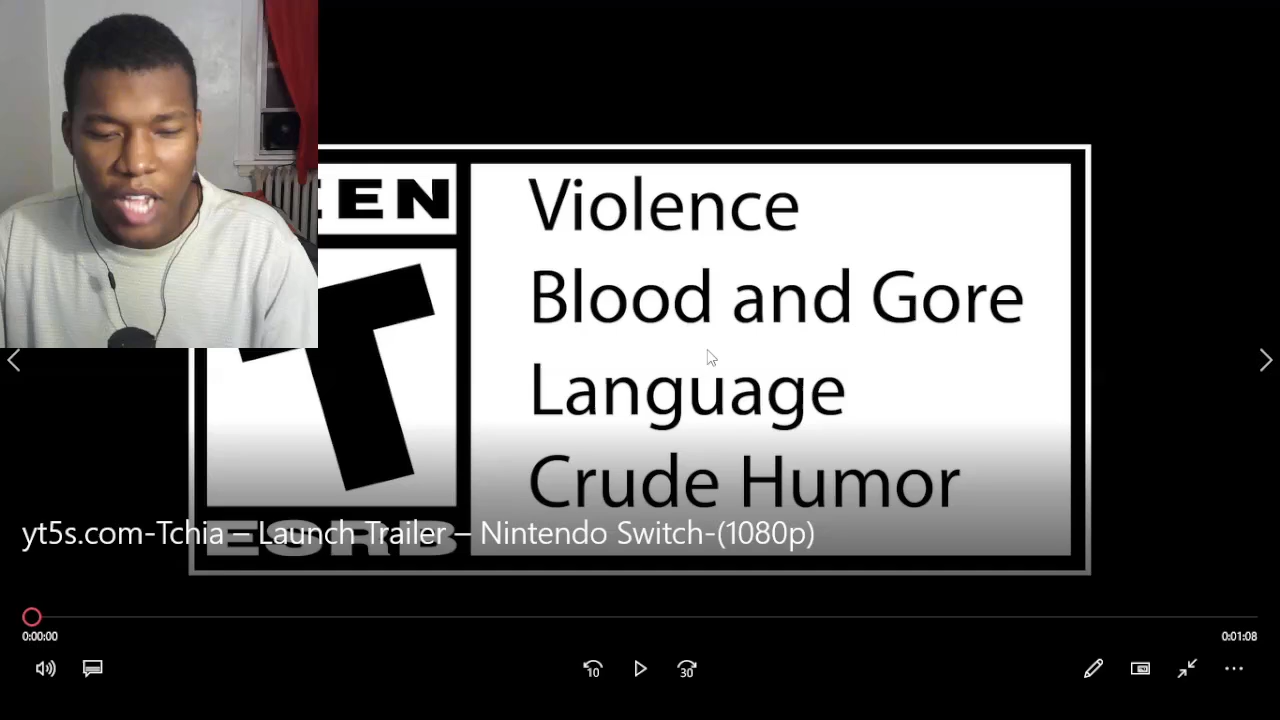 EEN
Violence
Blood and Gore
Language
Crude Humor
ESRB
yt5s.com-Tchia – Launch Trailer – Nintendo Switch-(1080p)
0:00:00
0:01:08
10
30